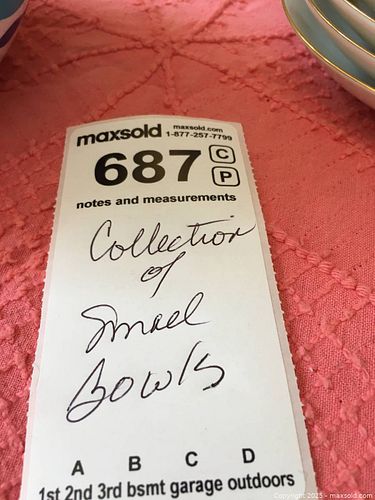 maxsold maxsold.com
1-877-257-7799
687 C
P
notes and measurements
Collection
of
Small
Bowls
A B C D
1st 2nd 3rd bsmt garage outdoors
Copyright 2025 - maxsold.com